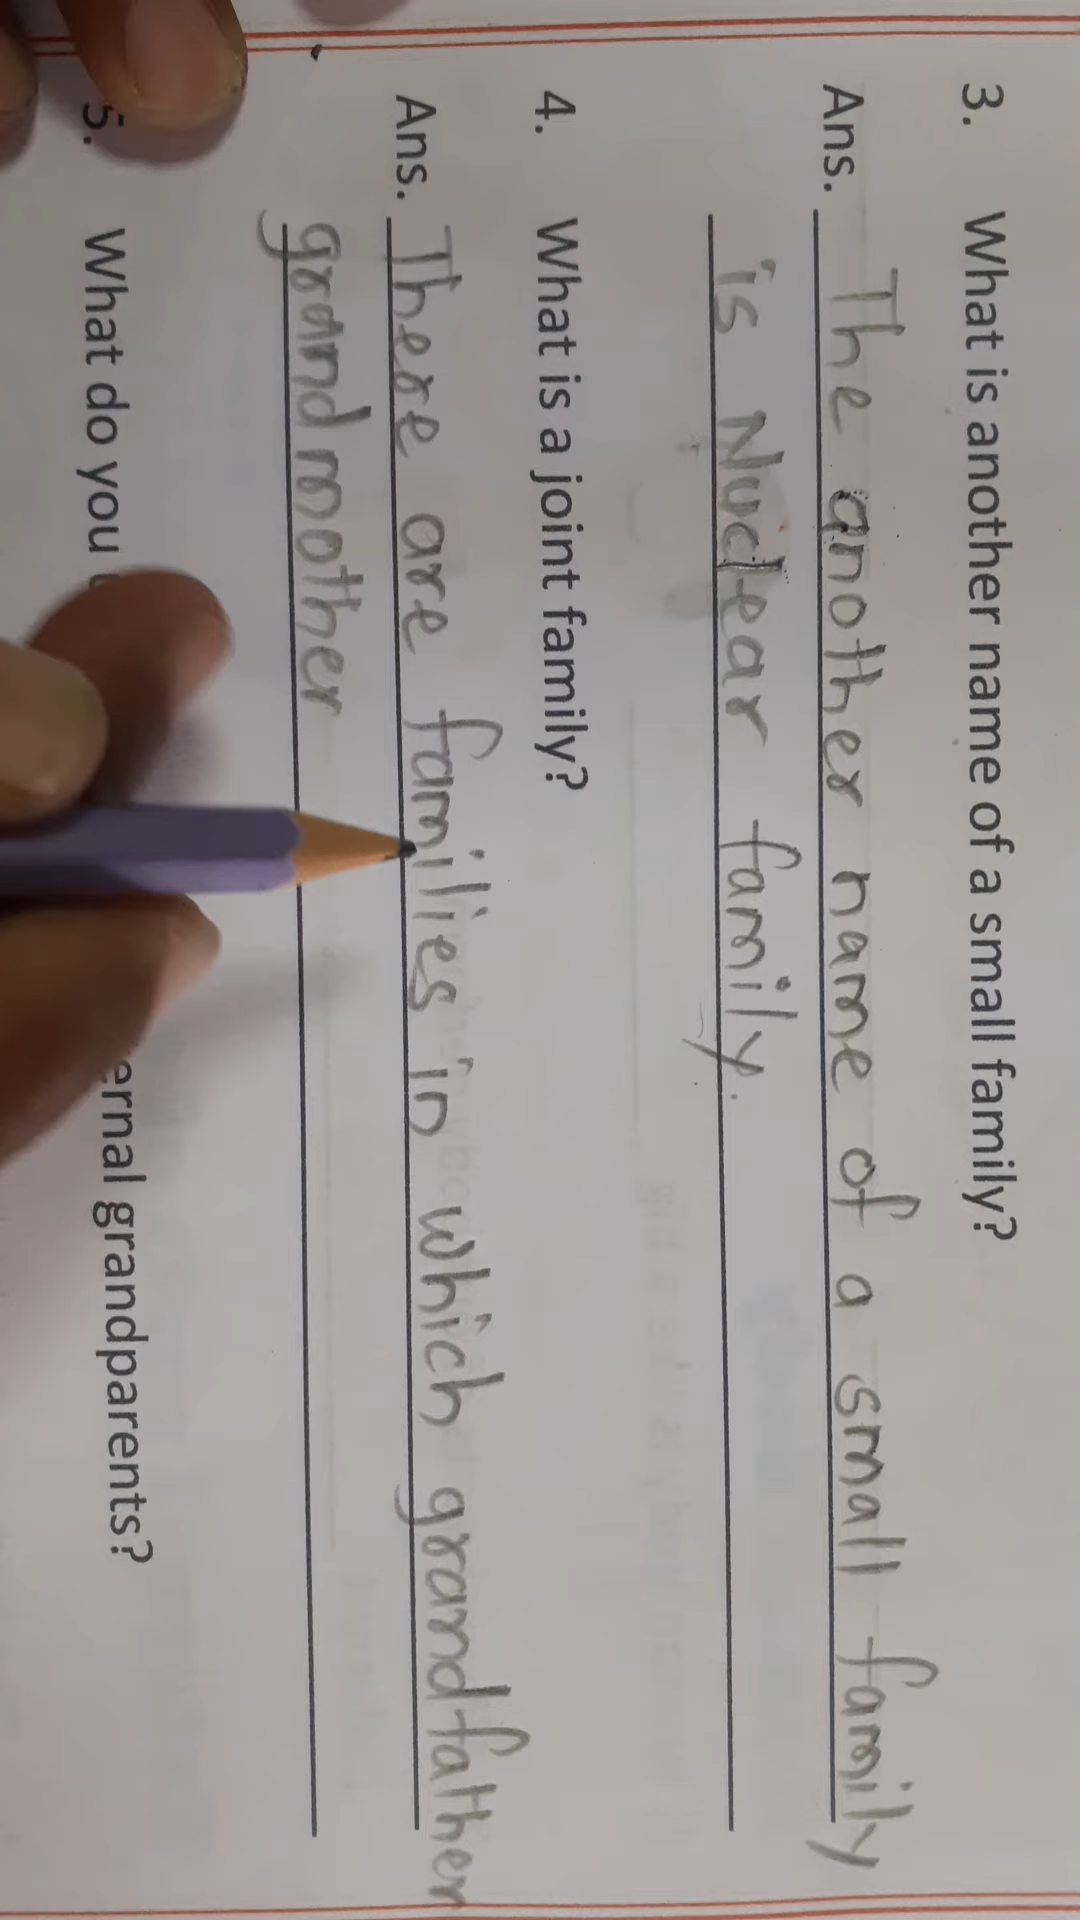 3. What is another name of a small family?
Ans. The another name of a small family
is Nuclear family.
4. What is a joint family?
Ans. There are families in which grandfather
grandmother
5. What do you ernal grandparents?